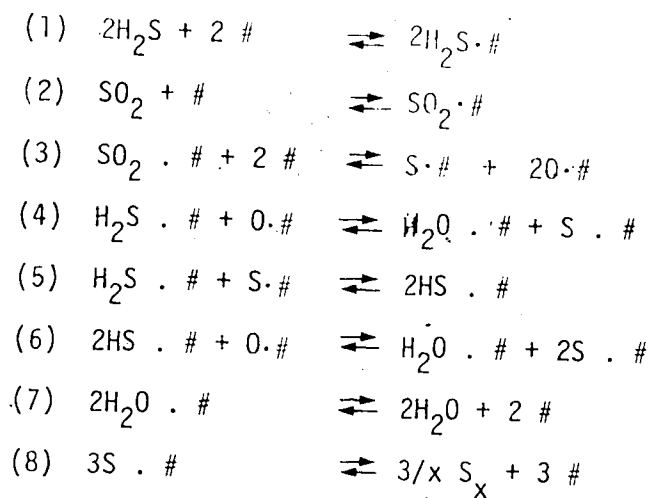 (1) 2H₂S + 2 # ⇌ 2H₂S·#
(2) SO₂ + # ⇌ SO₂·#
(3) SO₂ . # + 2 # ⇌ S·# + 2O·#
(4) H₂S . # + O·# ⇌ H₂O . # + S . #
(5) H₂S . # + S·# ⇌ 2HS . #
(6) 2HS . # + O·# ⇌ H₂O . # + 2S . #
(7) 2H₂O . # ⇌ 2H₂O + 2 #
(8) 3S . # ⇌ 3/x Sₓ + 3 #